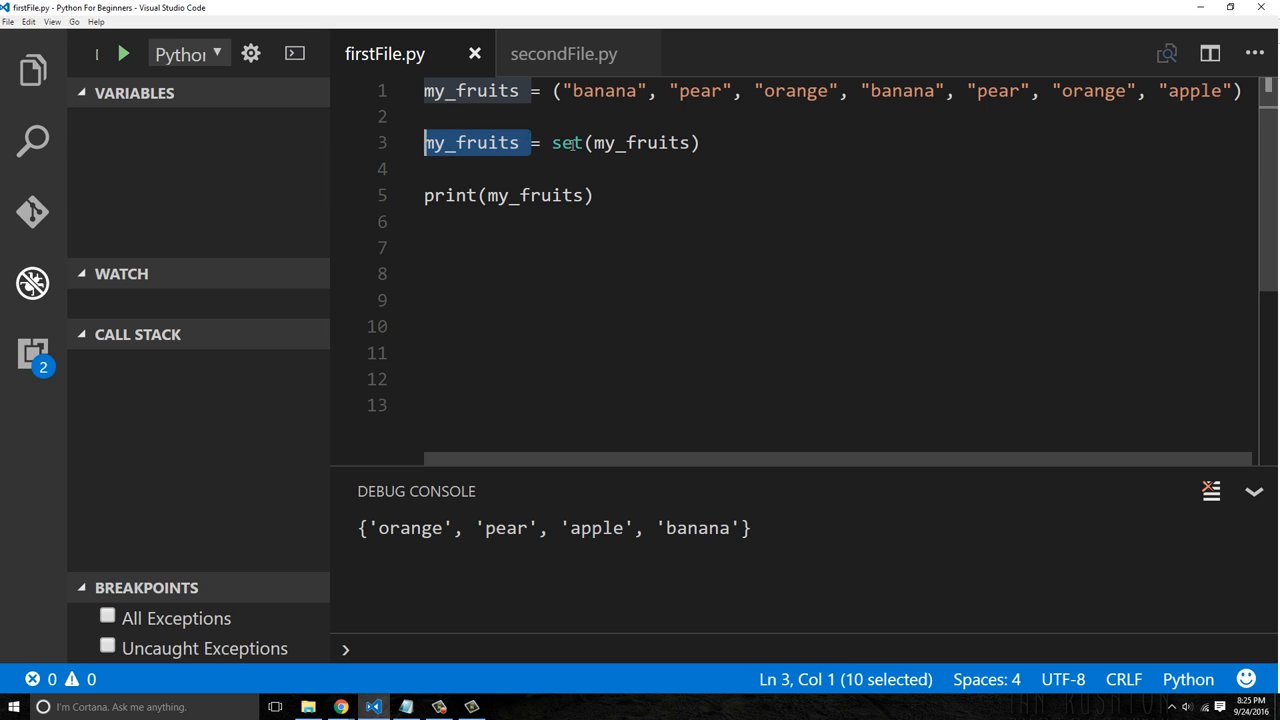 firstFile.py - Python For Beginners - Visual Studio Code
File Edit View Go Help
Python
firstFile.py
secondFile.py
VARIABLES
WATCH
CALL STACK
BREAKPOINTS
All Exceptions
Uncaught Exceptions
2
1 my_fruits = ("banana", "pear", "orange", "banana", "pear", "orange", "apple")
2
3 my_fruits = set(my_fruits)
4
5 print(my_fruits)
6
7
8
9
10
11
12
13
DEBUG CONSOLE
{'orange', 'pear', 'apple', 'banana'}
0 0
Ln 3, Col 1 (10 selected) Spaces: 4 UTF-8 CRLF Python
I'm Cortana. Ask me anything.
8:25 PM
9/24/2016